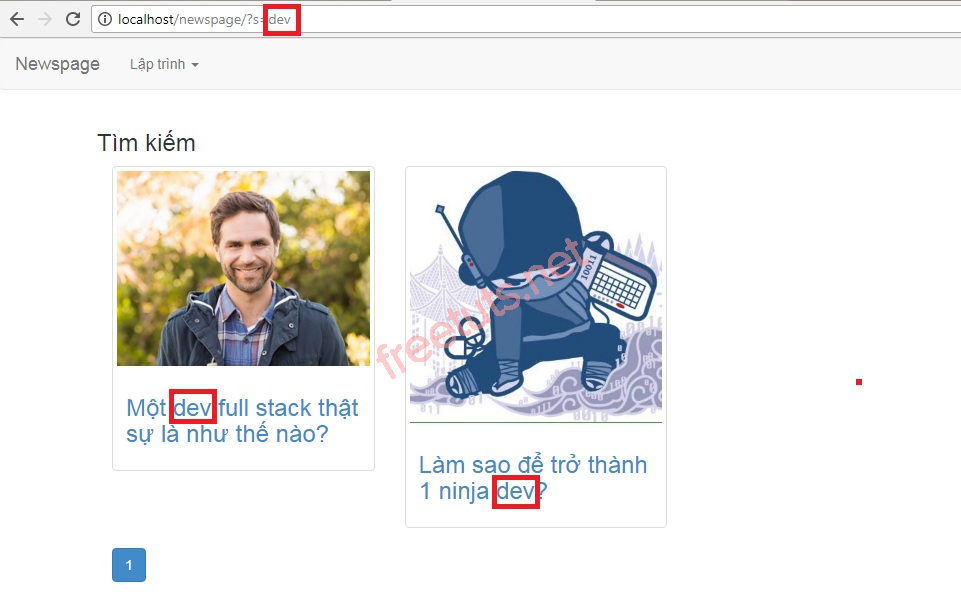 localhost/newspage/?s=dev
Newspage
Lập trình
Tìm kiếm
10011
freetuts.net
Một dev full stack thật
sự là như thế nào?
Làm sao để trở thành
1 ninja dev?
1